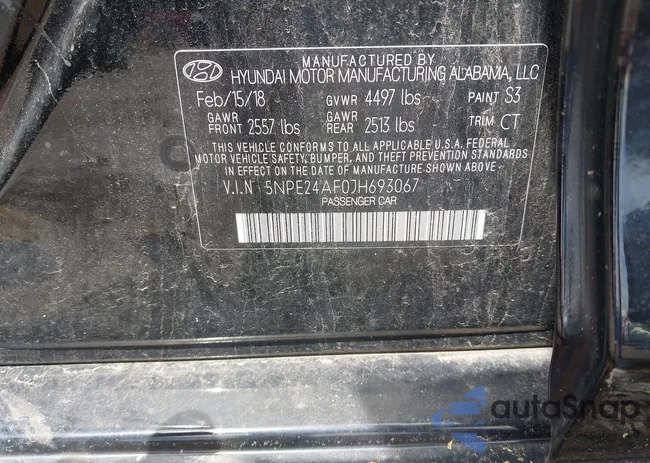 MANUFACTURED BY
HYUNDAI MOTOR MANUFACTURING ALABAMA, LLC
Feb/15/18 GVWR 4497 lbs PAINT S3
GAWR FRONT 2557 lbs GAWR REAR 2513 lbs TRIM CT
THIS VEHICLE CONFORMS TO ALL APPLICABLE U.S.A. FEDERAL
MOTOR VEHICLE SAFETY, BUMPER, AND THEFT PREVENTION STANDARDS
IN EFFECT ON THE DATE OF MANUFACTURE SHOWN ABOVE
V.I.N 5NPE24AF0JH693067
PASSENGER CAR
autoSnap